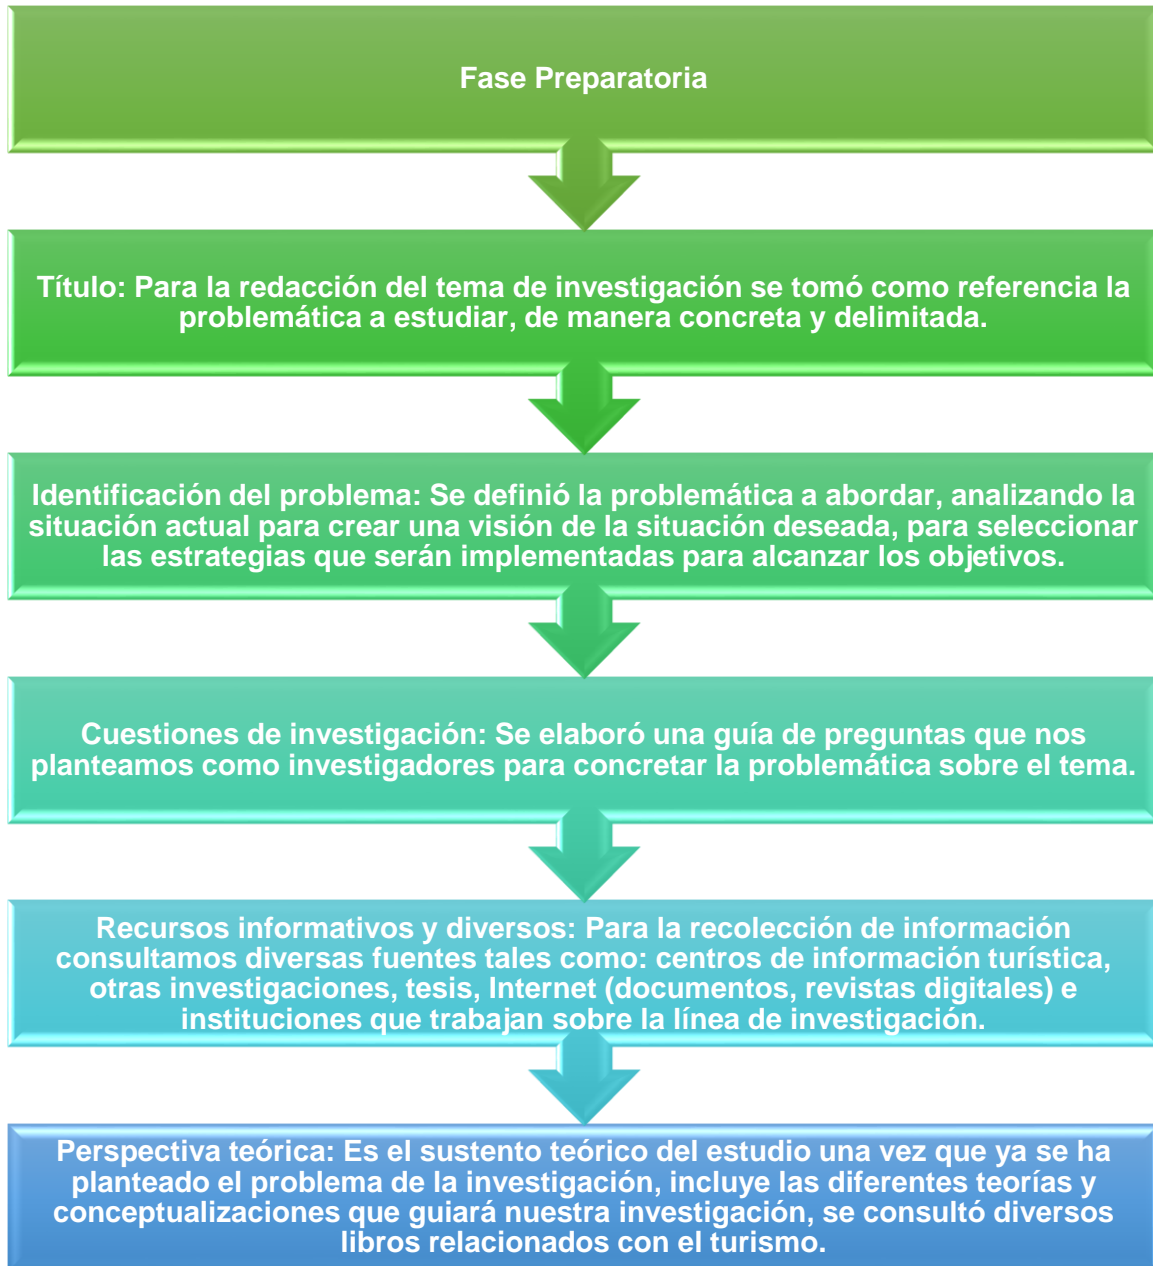 Fase Preparatoria
Título: Para la redacción del tema de investigación se tomó como referencia la
problemática a estudiar, de manera concreta y delimitada.
Identificación del problema: Se definió la problemática a abordar, analizando la
situación actual para crear una visión de la situación deseada, para seleccionar
las estrategias que serán implementadas para alcanzar los objetivos.
Cuestiones de investigación: Se elaboró una guía de preguntas que nos
planteamos como investigadores para concretar la problemática sobre el tema.
Recursos informativos y diversos: Para la recolección de información
consultamos diversas fuentes tales como: centros de información turística,
otras investigaciones, tesis, Internet (documentos, revistas digitales) e
instituciones que trabajan sobre la línea de investigación.
Perspectiva teórica: Es el sustento teórico del estudio una vez que ya se ha
planteado el problema de la investigación, incluye las diferentes teorías y
conceptualizaciones que guiará nuestra investigación, se consultó diversos
libros relacionados con el turismo.